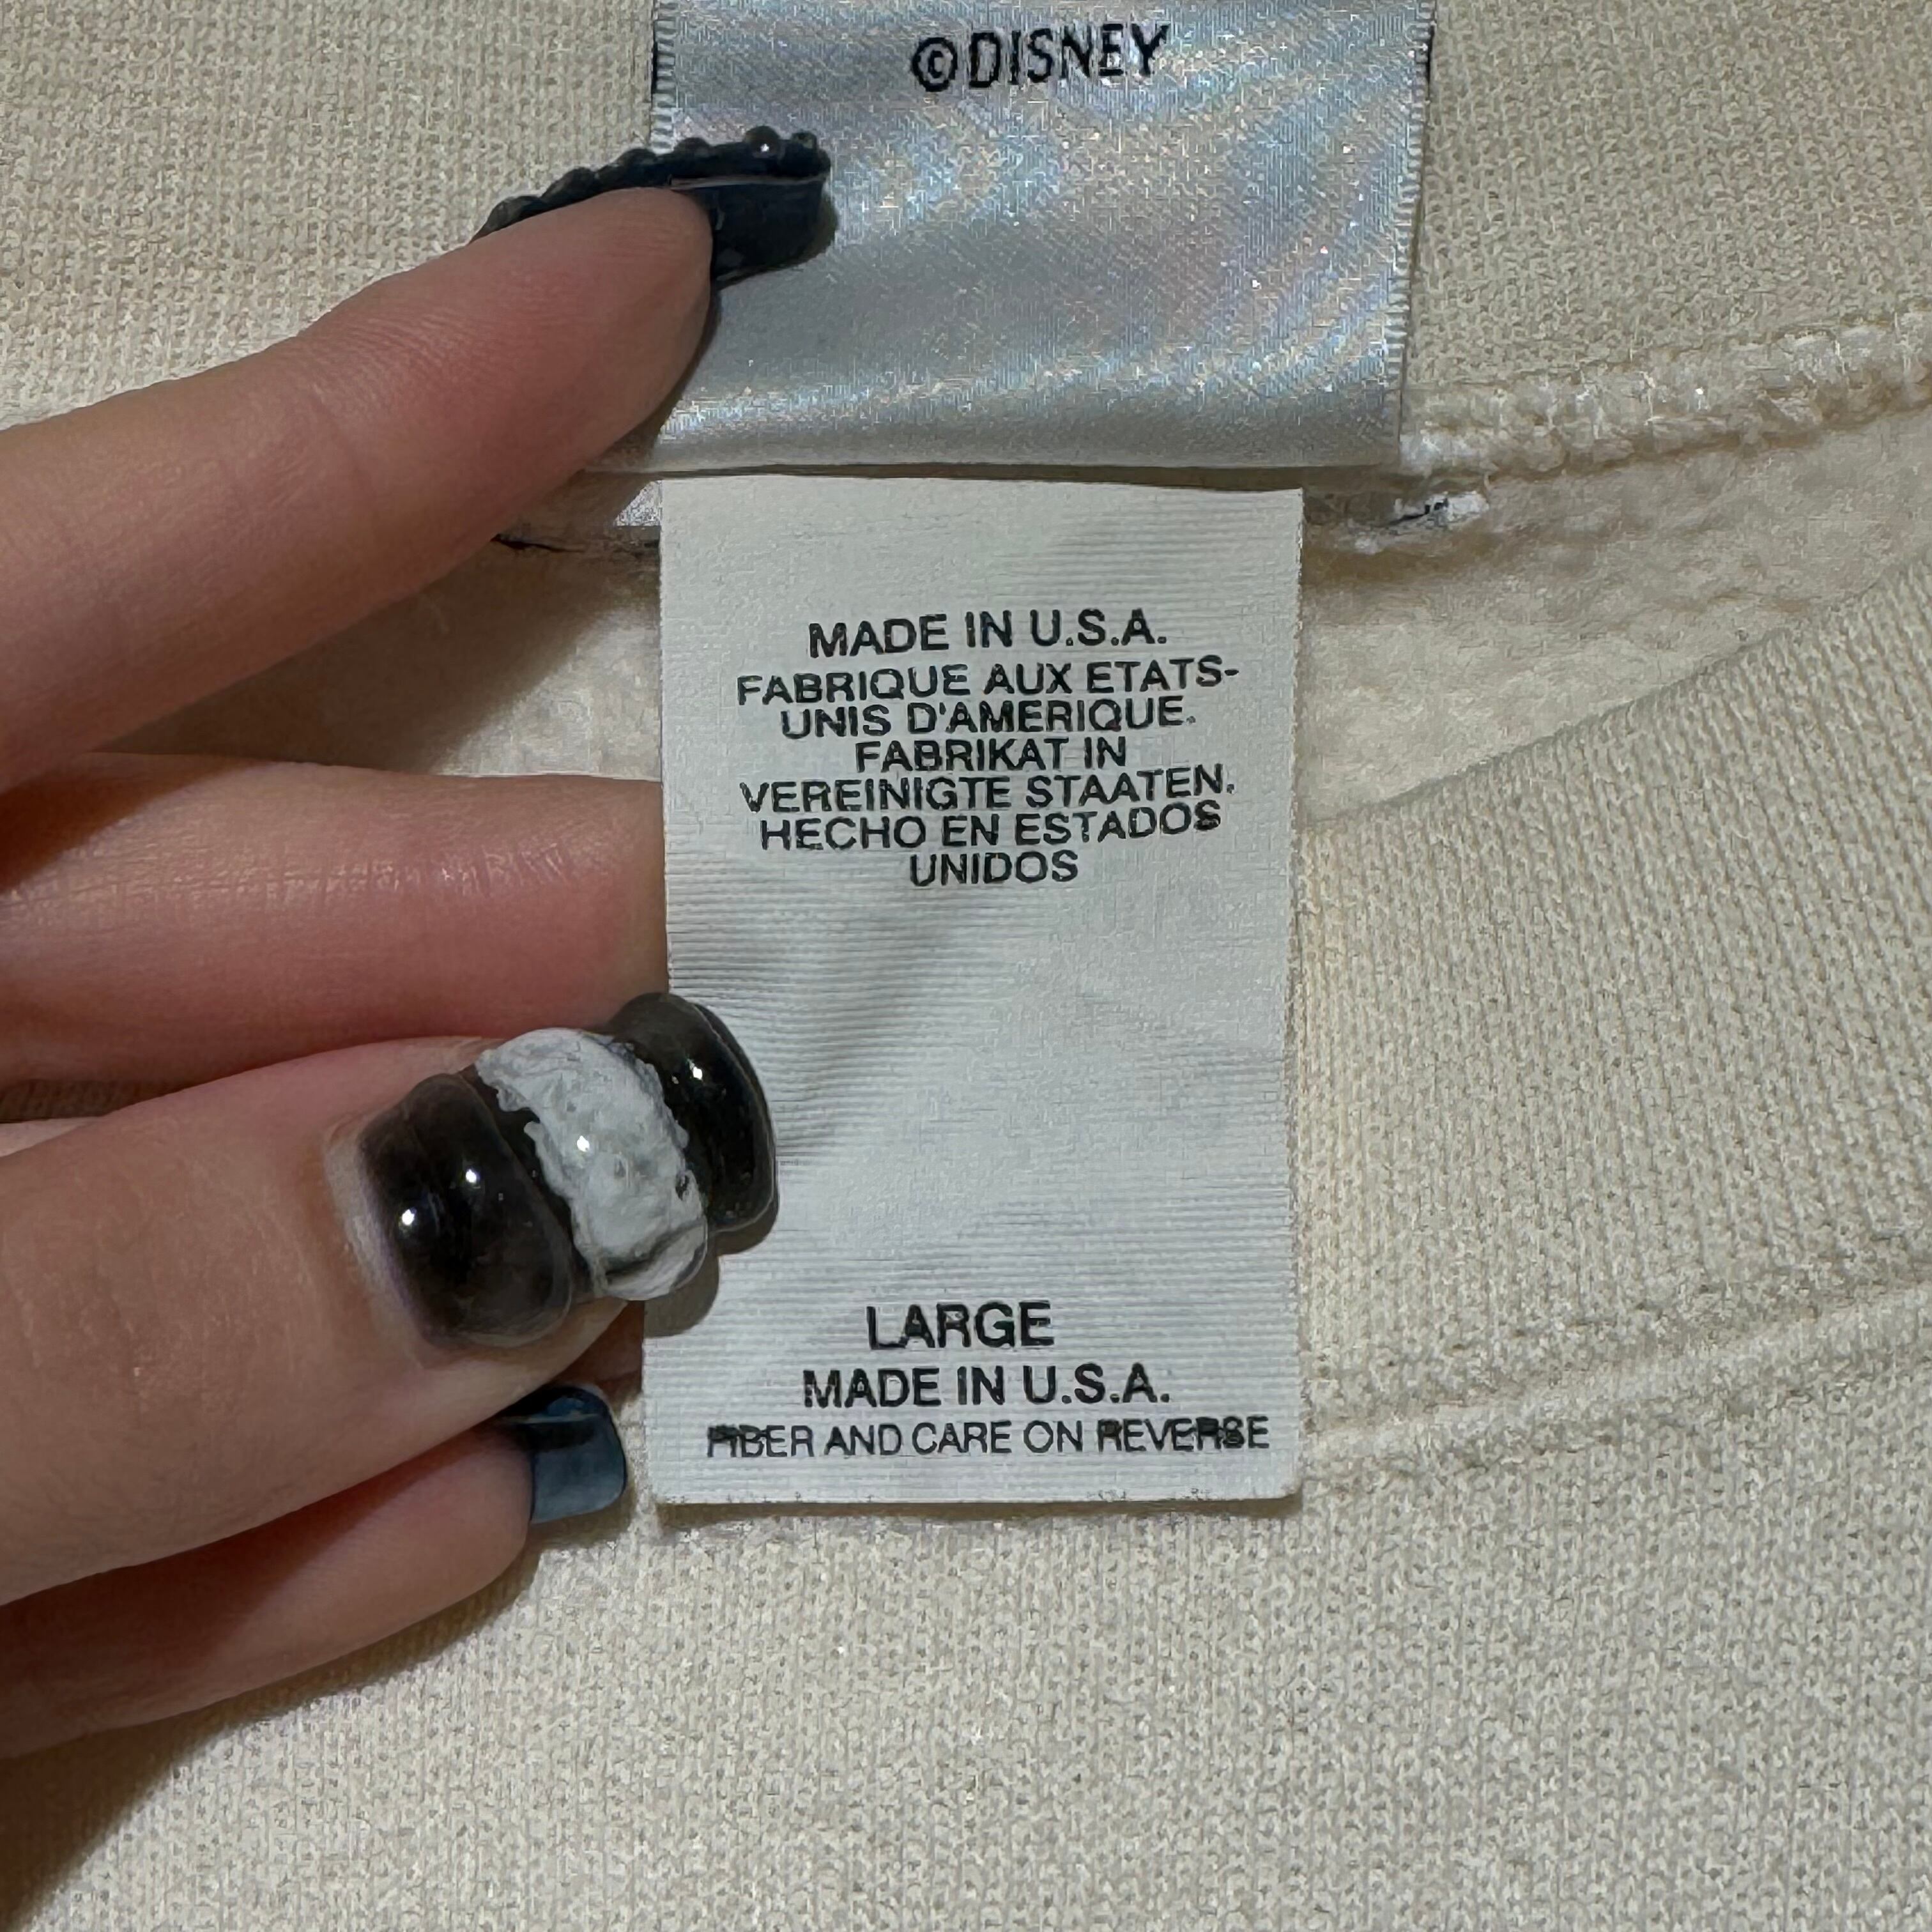 ©DISNEY
MADE IN U.S.A.
FABRIQUE AUX ETATS-
UNIS D'AMERIQUE.
FABRIKAT IN
VEREINIGTE STAATEN.
HECHO EN ESTADOS
UNIDOS
LARGE
MADE IN U.S.A.
FIBER AND CARE ON REVERSE